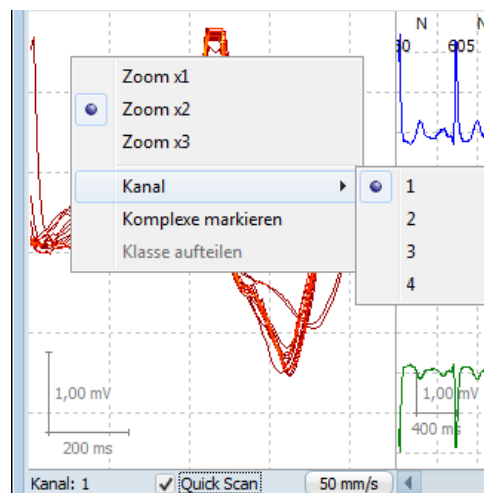 N N
605
Zoom x1
Zoom x2
Zoom x3
Kanal
Komplexe markieren
Klasse aufteilen
1
2
3
4
1,00 mV
200 ms
1,00 mV
400 ms
Kanal: 1
Quick Scan
50 mm/s